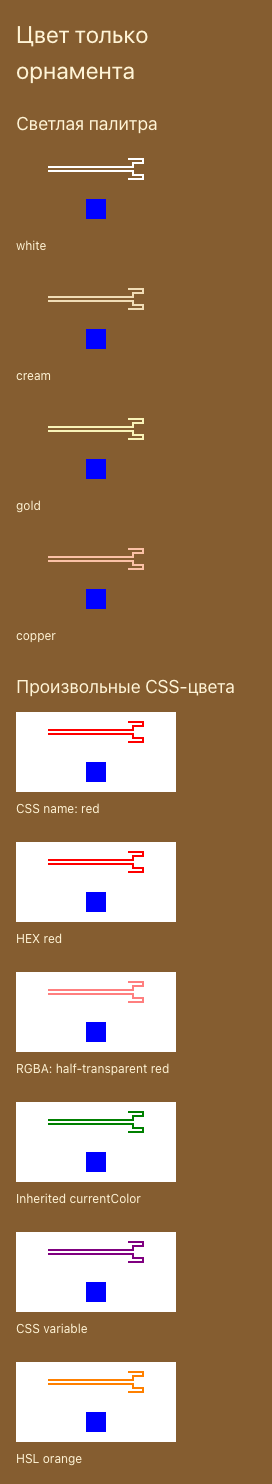 Цвет только
орнамента
Светлая палитра
white
cream
gold
copper
Произвольные CSS-цвета
CSS name: red
HEX red
RGBA: half-transparent red
Inherited currentColor
CSS variable
HSL orange